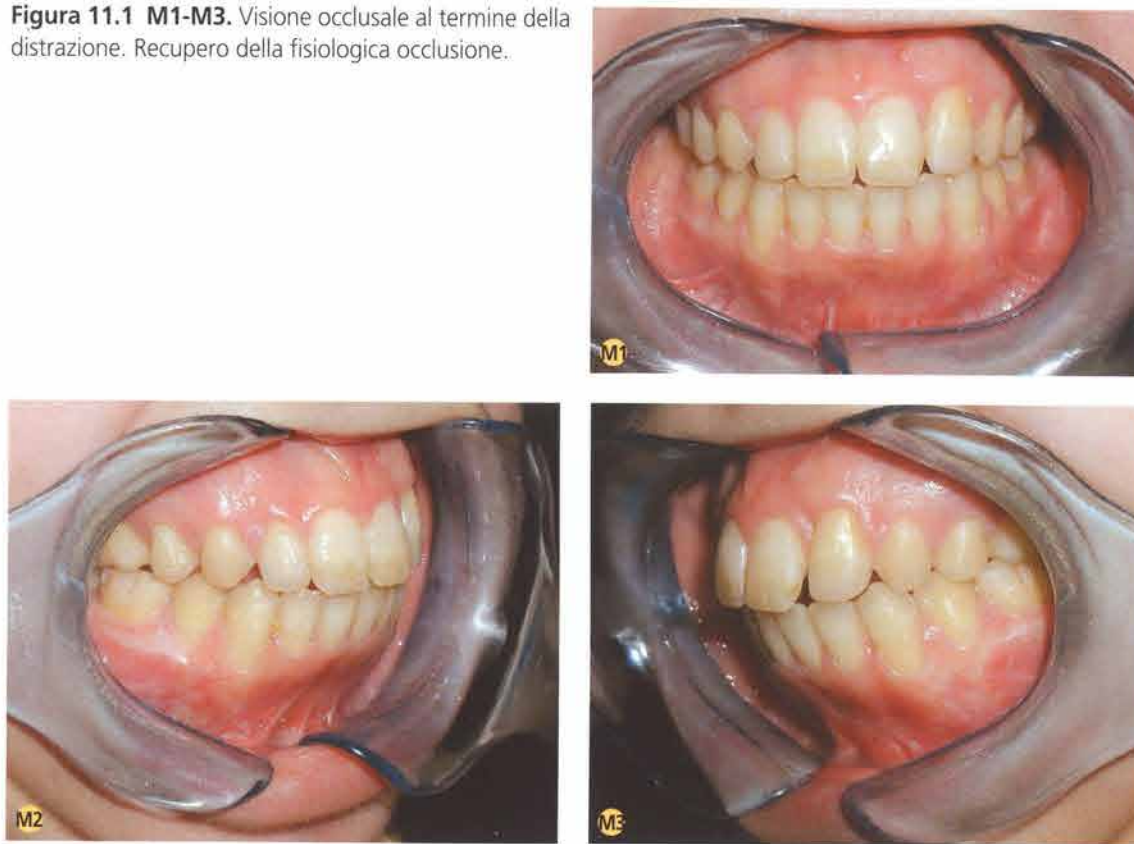 Figura 11.1 M1-M3. Visione occlusale al termine della
distrazione. Recupero della fisiologica occlusione.
M1
M2
M3